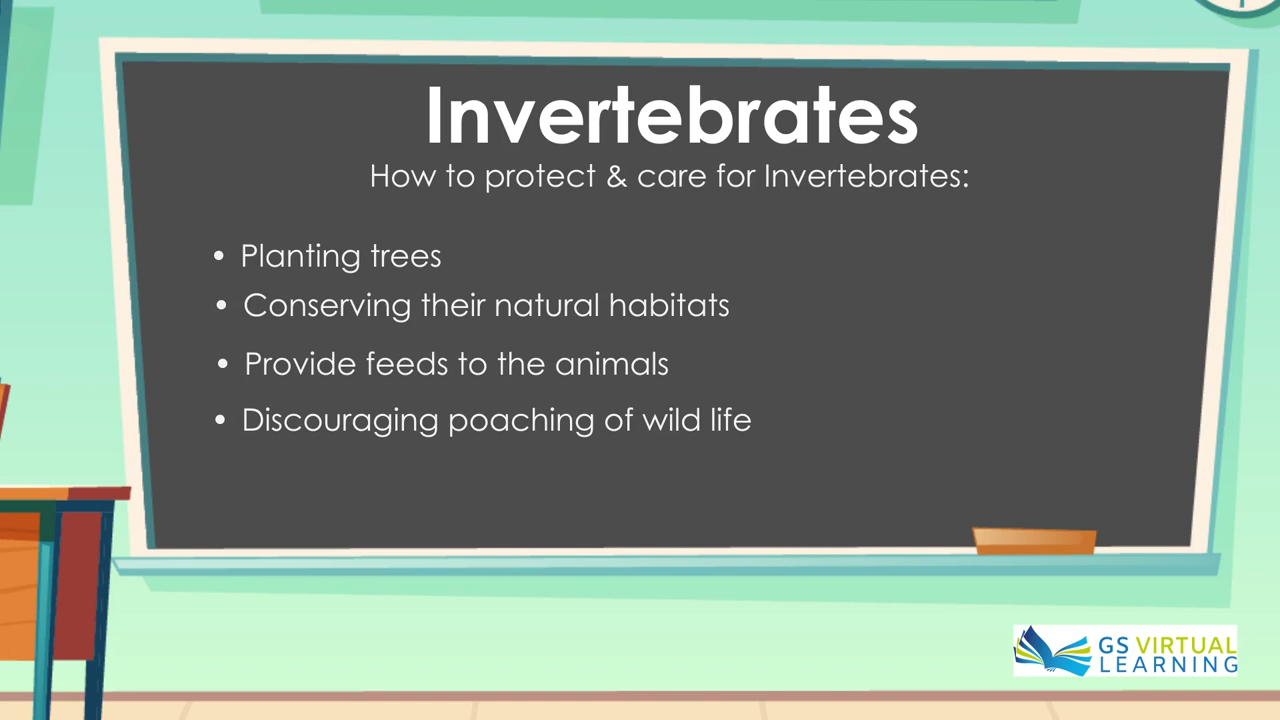 Invertebrates
How to protect & care for Invertebrates:
• Planting trees
• Conserving their natural habitats
• Provide feeds to the animals
• Discouraging poaching of wild life
GS VIRTUAL
LEARNING